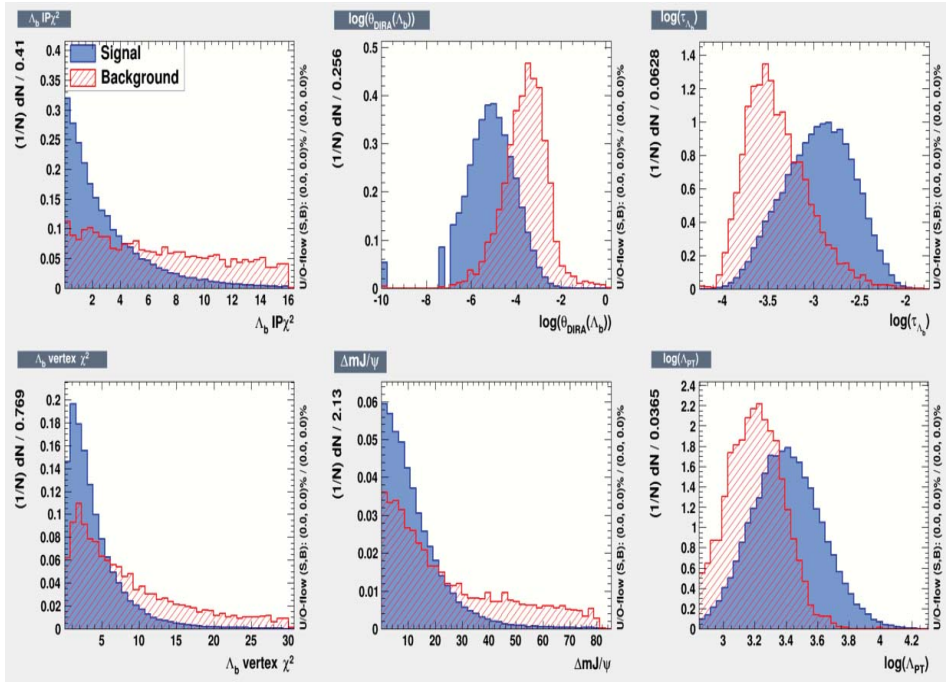 Λb IPχ²
(1/N) dN / 0.41
0.4
0.35
0.3
0.25
0.2
0.15
0.1
0.05
0
Signal
Background
2 4 6 8 10 12 14 16
Λb IPχ²
U/O-flow (S,B): (0.0, 0.0)% / (0.0, 0.0)%
log(θDIRA(Λb))
(1/N) dN / 0.256
0.5
0.4
0.3
0.2
0.1
0
-10 -8 -6 -4 -2 0
log(θDIRA(Λb))
U/O-flow (S,B): (0.0, 0.0)% / (0.0, 0.0)%
log(τΛb)
(1/N) dN / 0.0628
1.4
1.2
1
0.8
0.6
0.4
0.2
0
-4 -3.5 -3 -2.5 -2
log(τΛb)
U/O-flow (S,B): (0.0, 0.0)% / (0.0, 0.0)%
Λb vertex χ²
(1/N) dN / 0.769
0.2
0.18
0.16
0.14
0.12
0.1
0.08
0.06
0.04
0.02
0
5 10 15 20 25 30
Λb vertex χ²
U/O-flow (S,B): (0.0, 0.0)% / (0.0, 0.0)%
ΔmJ/ψ
(1/N) dN / 2.13
0.06
0.05
0.04
0.03
0.02
0.01
0
10 20 30 40 50 60 70 80
ΔmJ/ψ
U/O-flow (S,B): (0.0, 0.0)% / (0.0, 0.0)%
log(ΛPT)
(1/N) dN / 0.0365
2.4
2.2
2
1.8
1.6
1.4
1.2
1
0.8
0.6
0.4
0.2
0
3 3.2 3.4 3.6 3.8 4 4.2
log(ΛPT)
U/O-flow (S,B): (0.0, 0.0)% / (0.0, 0.0)%